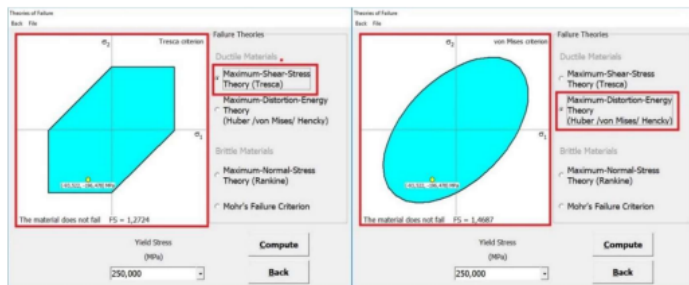 Theories of Failure
Back File
σ₂
Tresca criterion
σ₁
The material does not fail FS = 1,2724
Failure Theories
Ductile Materials
Maximum-Shear-Stress
Theory (Tresca)
Maximum-Distortion-Energy
Theory
(Huber /von Mises/ Hencky)
Brittle Materials
Maximum-Normal-Stress
Theory (Rankine)
Mohr's Failure Criterion
Yield Stress
(MPa)
250,000
Compute
Back
Theories of Failure
Back File
σ₂
von Mises criterion
σ₁
The material does not fail FS = 1,4687
Failure Theories
Ductile Materials
Maximum-Shear-Stress
Theory (Tresca)
Maximum-Distortion-Energy
Theory
(Huber /von Mises/ Hencky)
Brittle Materials
Maximum-Normal-Stress
Theory (Rankine)
Mohr's Failure Criterion
Yield Stress
(MPa)
250,000
Compute
Back